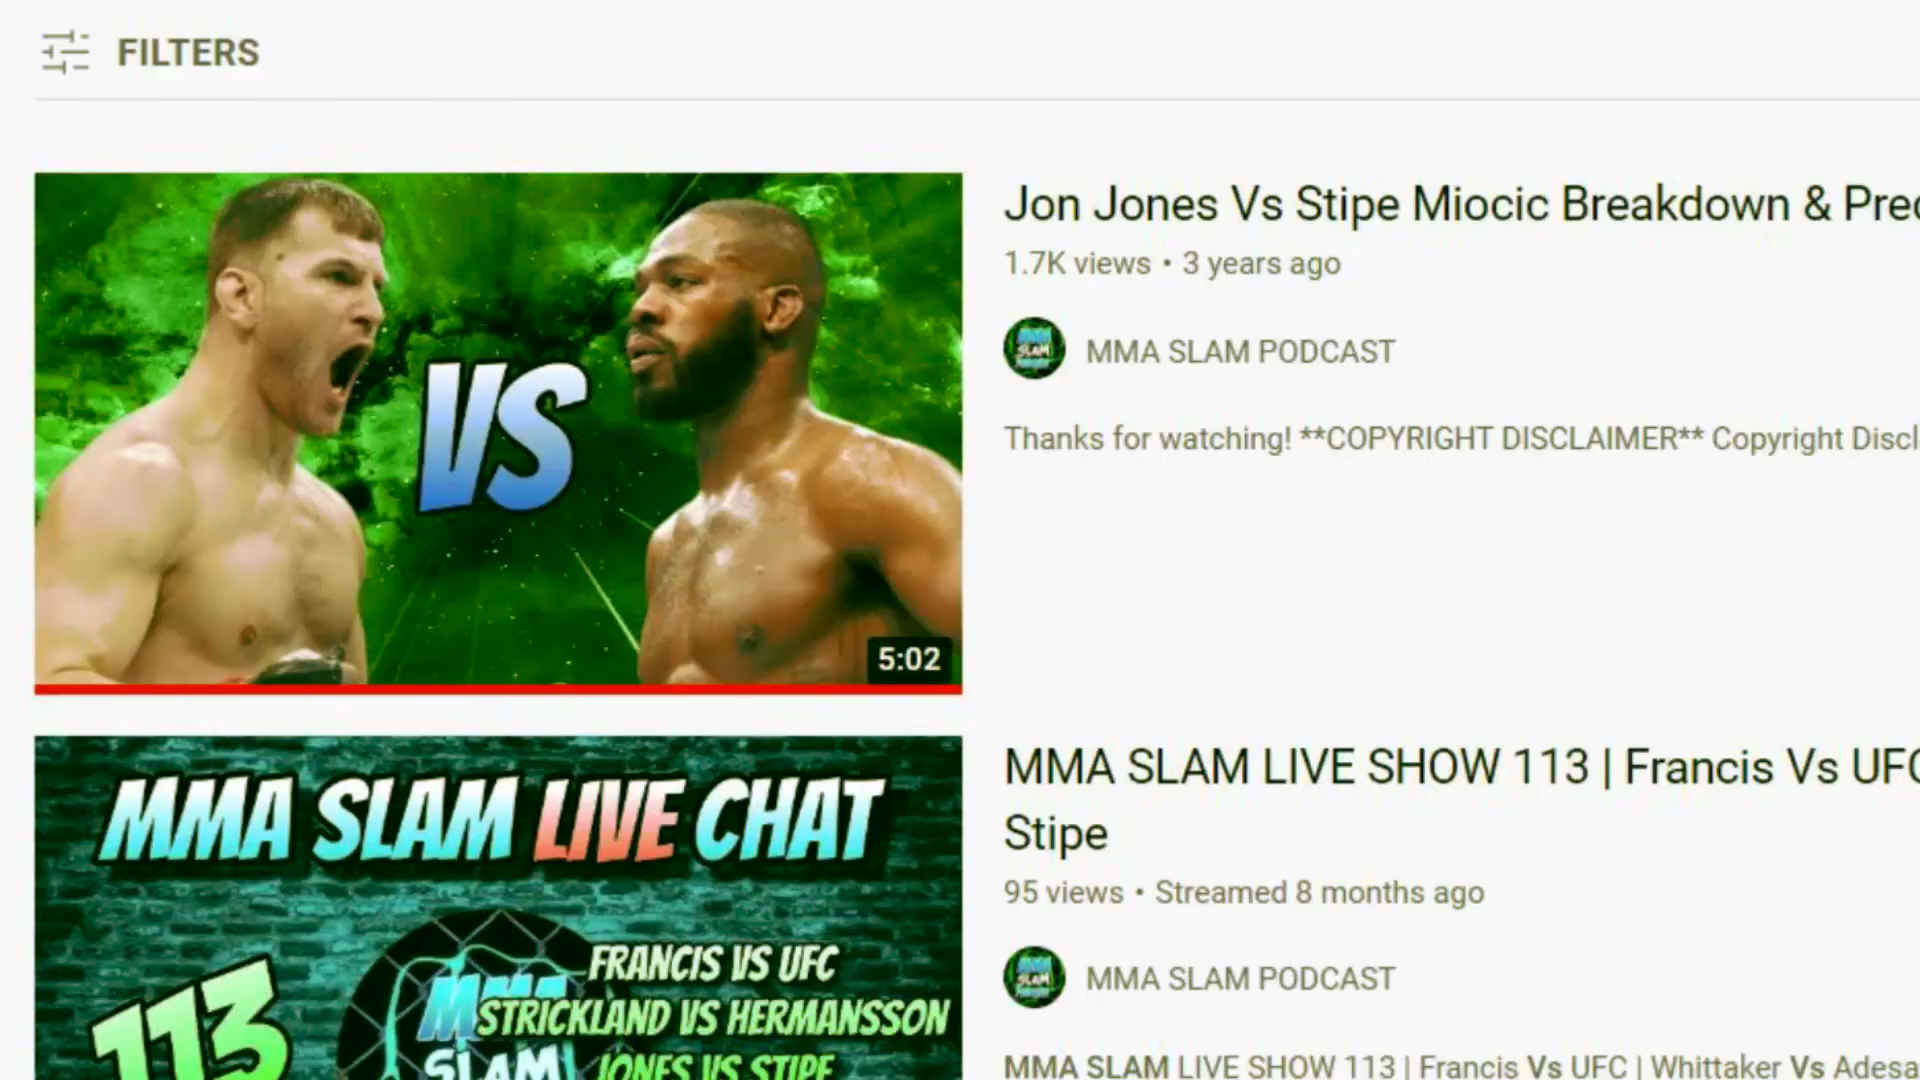 FILTERS
VS
5:02
Jon Jones Vs Stipe Miocic Breakdown &
1.7K views • 3 years ago
MMA SLAM PODCAST
Thanks for watching! **COPYRIGHT DISCLAIMER** Copyright
MMA SLAM LIVE CHAT
113
FRANCIS VS UFC
STRICKLAND VS HERMANSSON
SLAM
JONES VS STIPE
MMA SLAM LIVE SHOW 113 | Francis Vs UFC
Stipe
95 views • Streamed 8 months ago
MMA SLAM PODCAST
MMA SLAM LIVE SHOW 113 | Francis Vs UFC | Whittaker Vs